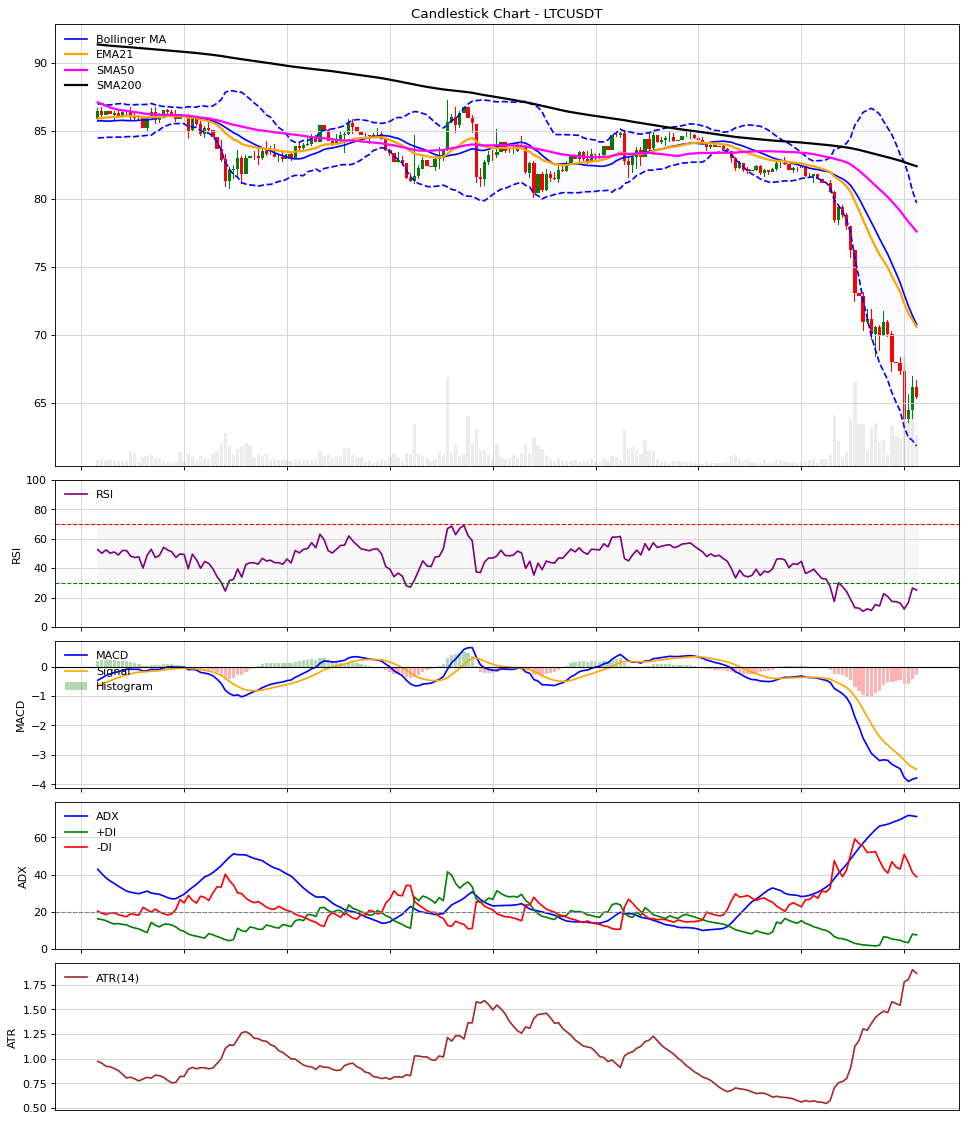 Candlestick Chart - LTCUSDT
Bollinger MA
EMA21
SMA50
SMA200
90
85
80
75
70
65
RSI
100
80
60
40
20
0
RSI
MACD
Signal
Histogram
0
−1
−2
−3
−4
MACD
ADX
+DI
-DI
60
40
20
0
ADX
ATR(14)
1.75
1.50
1.25
1.00
0.75
0.50
ATR